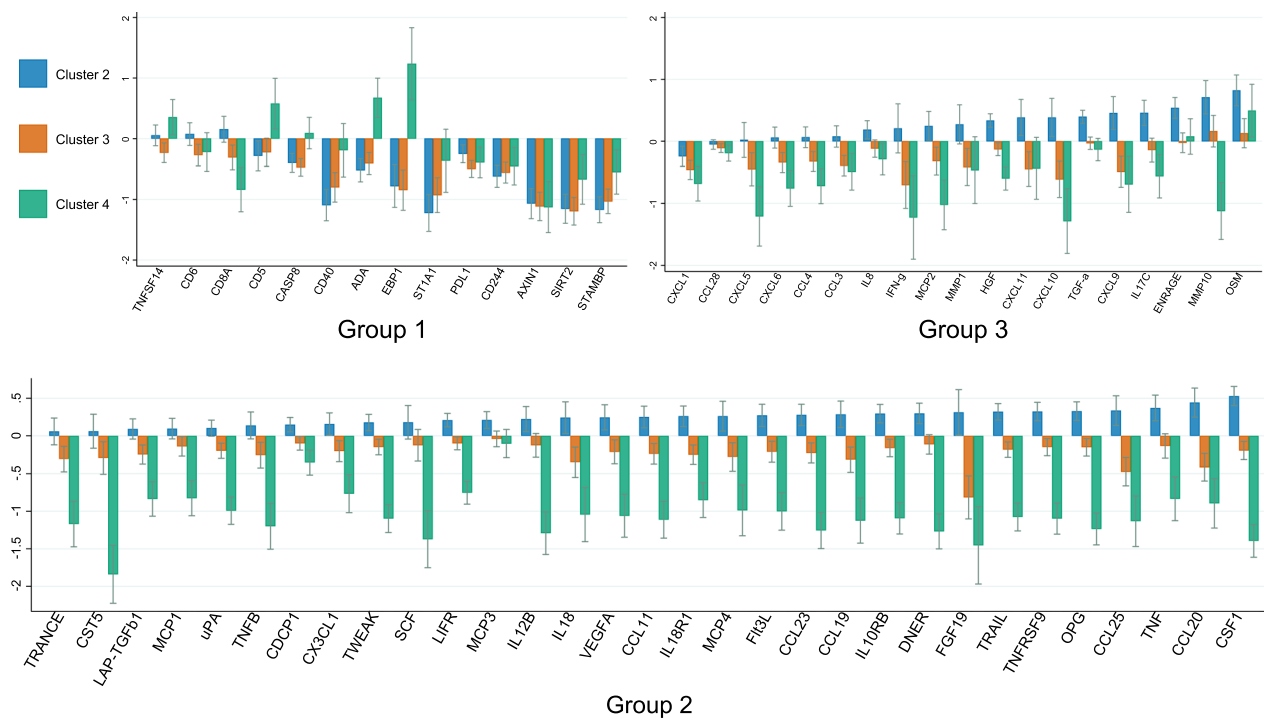 Cluster 2
Cluster 3
Cluster 4
2
1
0
-1
-2
TNFSF14
CD6
CD8A
CD5
CASP8
CD40
ADA
EBP1
ST1A1
PDL1
CD244
AXIN1
SIRT2
STAMBP
Group 1
2
1
0
-1
-2
CXCL1
CCL28
CXCL5
CXCL6
CCL4
CCL3
IL8
IFN-g
MCP2
MMP1
HGF
CXCL11
CXCL10
TGF-a
CXCL9
IL17C
ENRAGE
MMP10
OSM
Group 3
.5
0
-.5
-1
-1.5
-2
TRANCE
CST5
LAP-TGFb1
MCP1
uPA
TNFB
CDCP1
CX3CL1
TWEAK
SCF
LIFR
MCP3
IL12B
IL18
VEGFA
CCL11
IL18R1
MCP4
Flt3L
CCL23
CCL19
IL10RB
DNER
FGF19
TRAIL
TNFRSF9
OPG
CCL25
TNF
CCL20
CSF1
Group 2